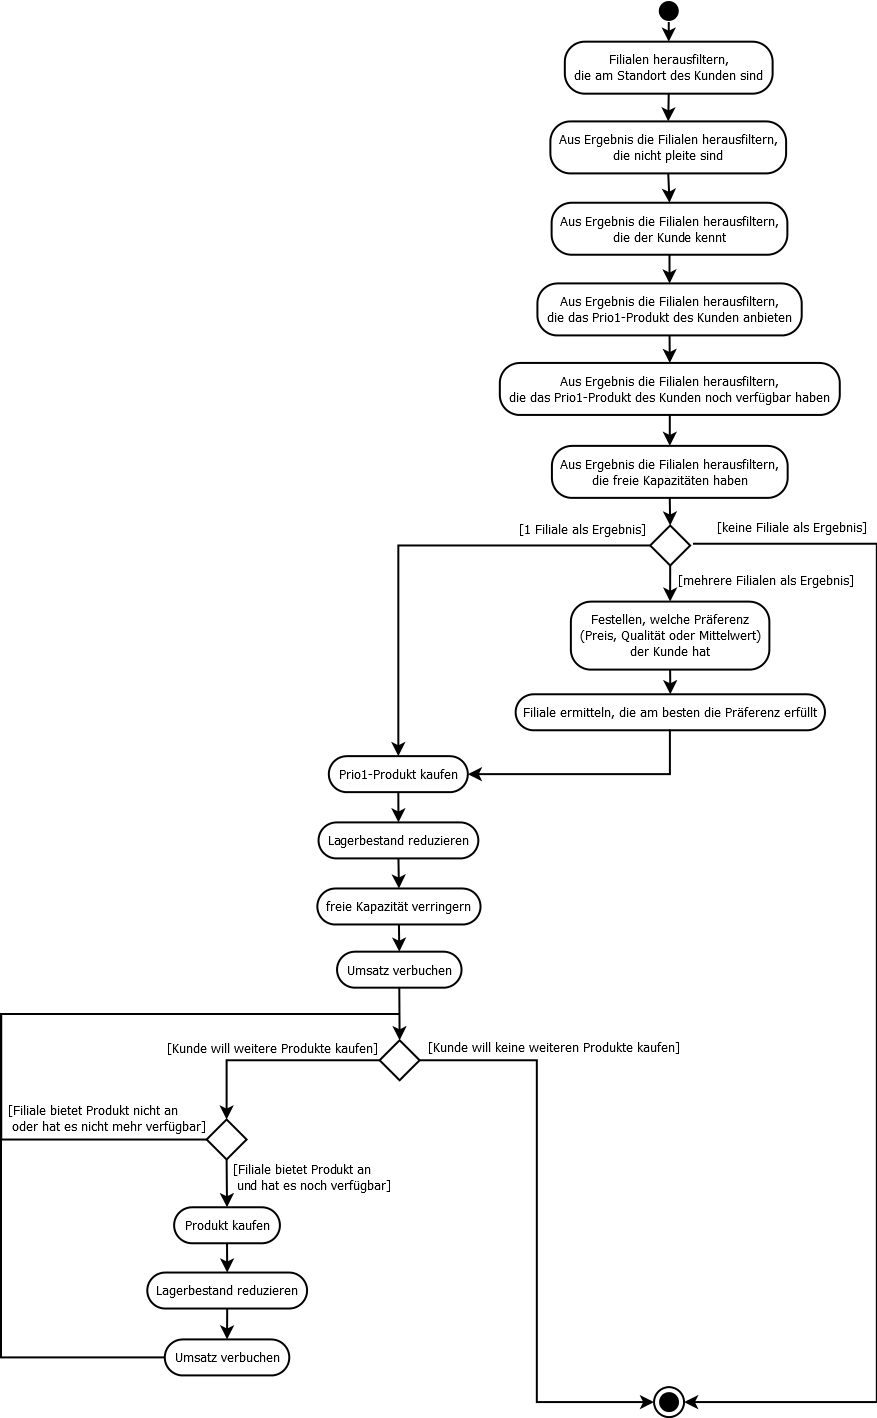 Filialen herausfiltern,
die am Standort des Kunden sind
Aus Ergebnis die Filialen herausfiltern,
die nicht pleite sind
Aus Ergebnis die Filialen herausfiltern,
die der Kunde kennt
Aus Ergebnis die Filialen herausfiltern,
die das Prio1-Produkt des Kunden anbieten
Aus Ergebnis die Filialen herausfiltern,
die das Prio1-Produkt des Kunden noch verfügbar haben
Aus Ergebnis die Filialen herausfiltern,
die freie Kapazitäten haben
[1 Filiale als Ergebnis]
[keine Filiale als Ergebnis]
[mehrere Filialen als Ergebnis]
Festellen, welche Präferenz
(Preis, Qualität oder Mittelwert)
der Kunde hat
Filiale ermitteln, die am besten die Präferenz erfüllt
Prio1-Produkt kaufen
Lagerbestand reduzieren
freie Kapazität verringern
Umsatz verbuchen
[Kunde will weitere Produkte kaufen]
[Kunde will keine weiteren Produkte kaufen]
[Filiale bietet Produkt nicht an
oder hat es nicht mehr verfügbar]
[Filiale bietet Produkt an
und hat es noch verfügbar]
Produkt kaufen
Lagerbestand reduzieren
Umsatz verbuchen